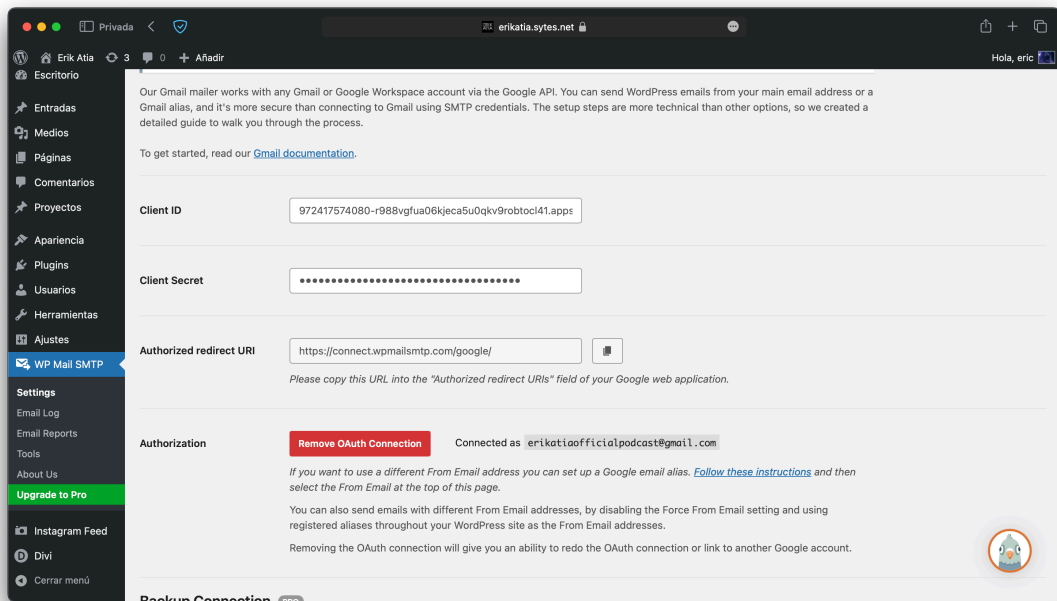 Privada
erikatia.sytes.net
Erik Atia
3
0
Añadir
Hola, eric
Escritorio
Entradas
Medios
Páginas
Comentarios
Proyectos
Apariencia
Plugins
Usuarios
Herramientas
Ajustes
WP Mail SMTP
Settings
Email Log
Email Reports
Tools
About Us
Upgrade to Pro
Instagram Feed
Divi
Cerrar menú
Our Gmail mailer works with any Gmail or Google Workspace account via the Google API. You can send WordPress emails from your main email address or a
Gmail alias, and it's more secure than connecting to Gmail using SMTP credentials. The setup steps are more technical than other options, so we created a
detailed guide to walk you through the process.
To get started, read our Gmail documentation.
Client ID
972417574080-r988vgfua06kjeca5u0qkv9robtocl41.apps
Client Secret
Authorized redirect URI
https://connect.wpmailsmtp.com/google/
Please copy this URL into the "Authorized redirect URIs" field of your Google web application.
Authorization
Remove OAuth Connection
Connected as erikatiaofficialpodcast@gmail.com
If you want to use a different From Email address you can set up a Google email alias. Follow these instructions and then
select the From Email at the top of this page.
You can also send emails with different From Email addresses, by disabling the Force From Email setting and using
registered aliases throughout your WordPress site as the From Email addresses.
Removing the OAuth connection will give you an ability to redo the OAuth connection or link to another Google account.
Backup Connection PRO